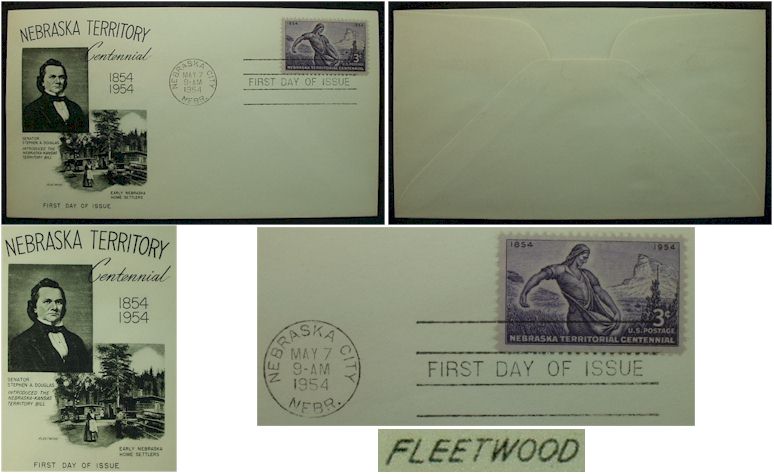 NEBRASKA TERRITORY
Centennial
1854
1954
SENATOR
STEPHEN A. DOUGLAS
INTRODUCED THE
NEBRASKA-KANSAS
TERRITORY BILL
FLEETWOOD
EARLY NEBRASKA
HOME SETTLERS
FIRST DAY OF ISSUE
NEBRASKA CITY
MAY 7
9-AM
1954
NEBR.
FIRST DAY OF ISSUE
1854 1954
3¢
NEBRASKA TERRITORIAL CENTENNIAL
NEBRASKA TERRITORY
Centennial
1854
1954
SENATOR
STEPHEN A. DOUGLAS
INTRODUCED THE
NEBRASKA-KANSAS
TERRITORY BILL
FLEETWOOD
EARLY NEBRASKA
HOME SETTLERS
FIRST DAY OF ISSUE
NEBRASKA CITY
MAY 7
9-AM
1954
NEBR.
FIRST DAY OF ISSUE
1854 1954
3¢
U.S. POSTAGE
NEBRASKA TERRITORIAL CENTENNIAL
FLEETWOOD